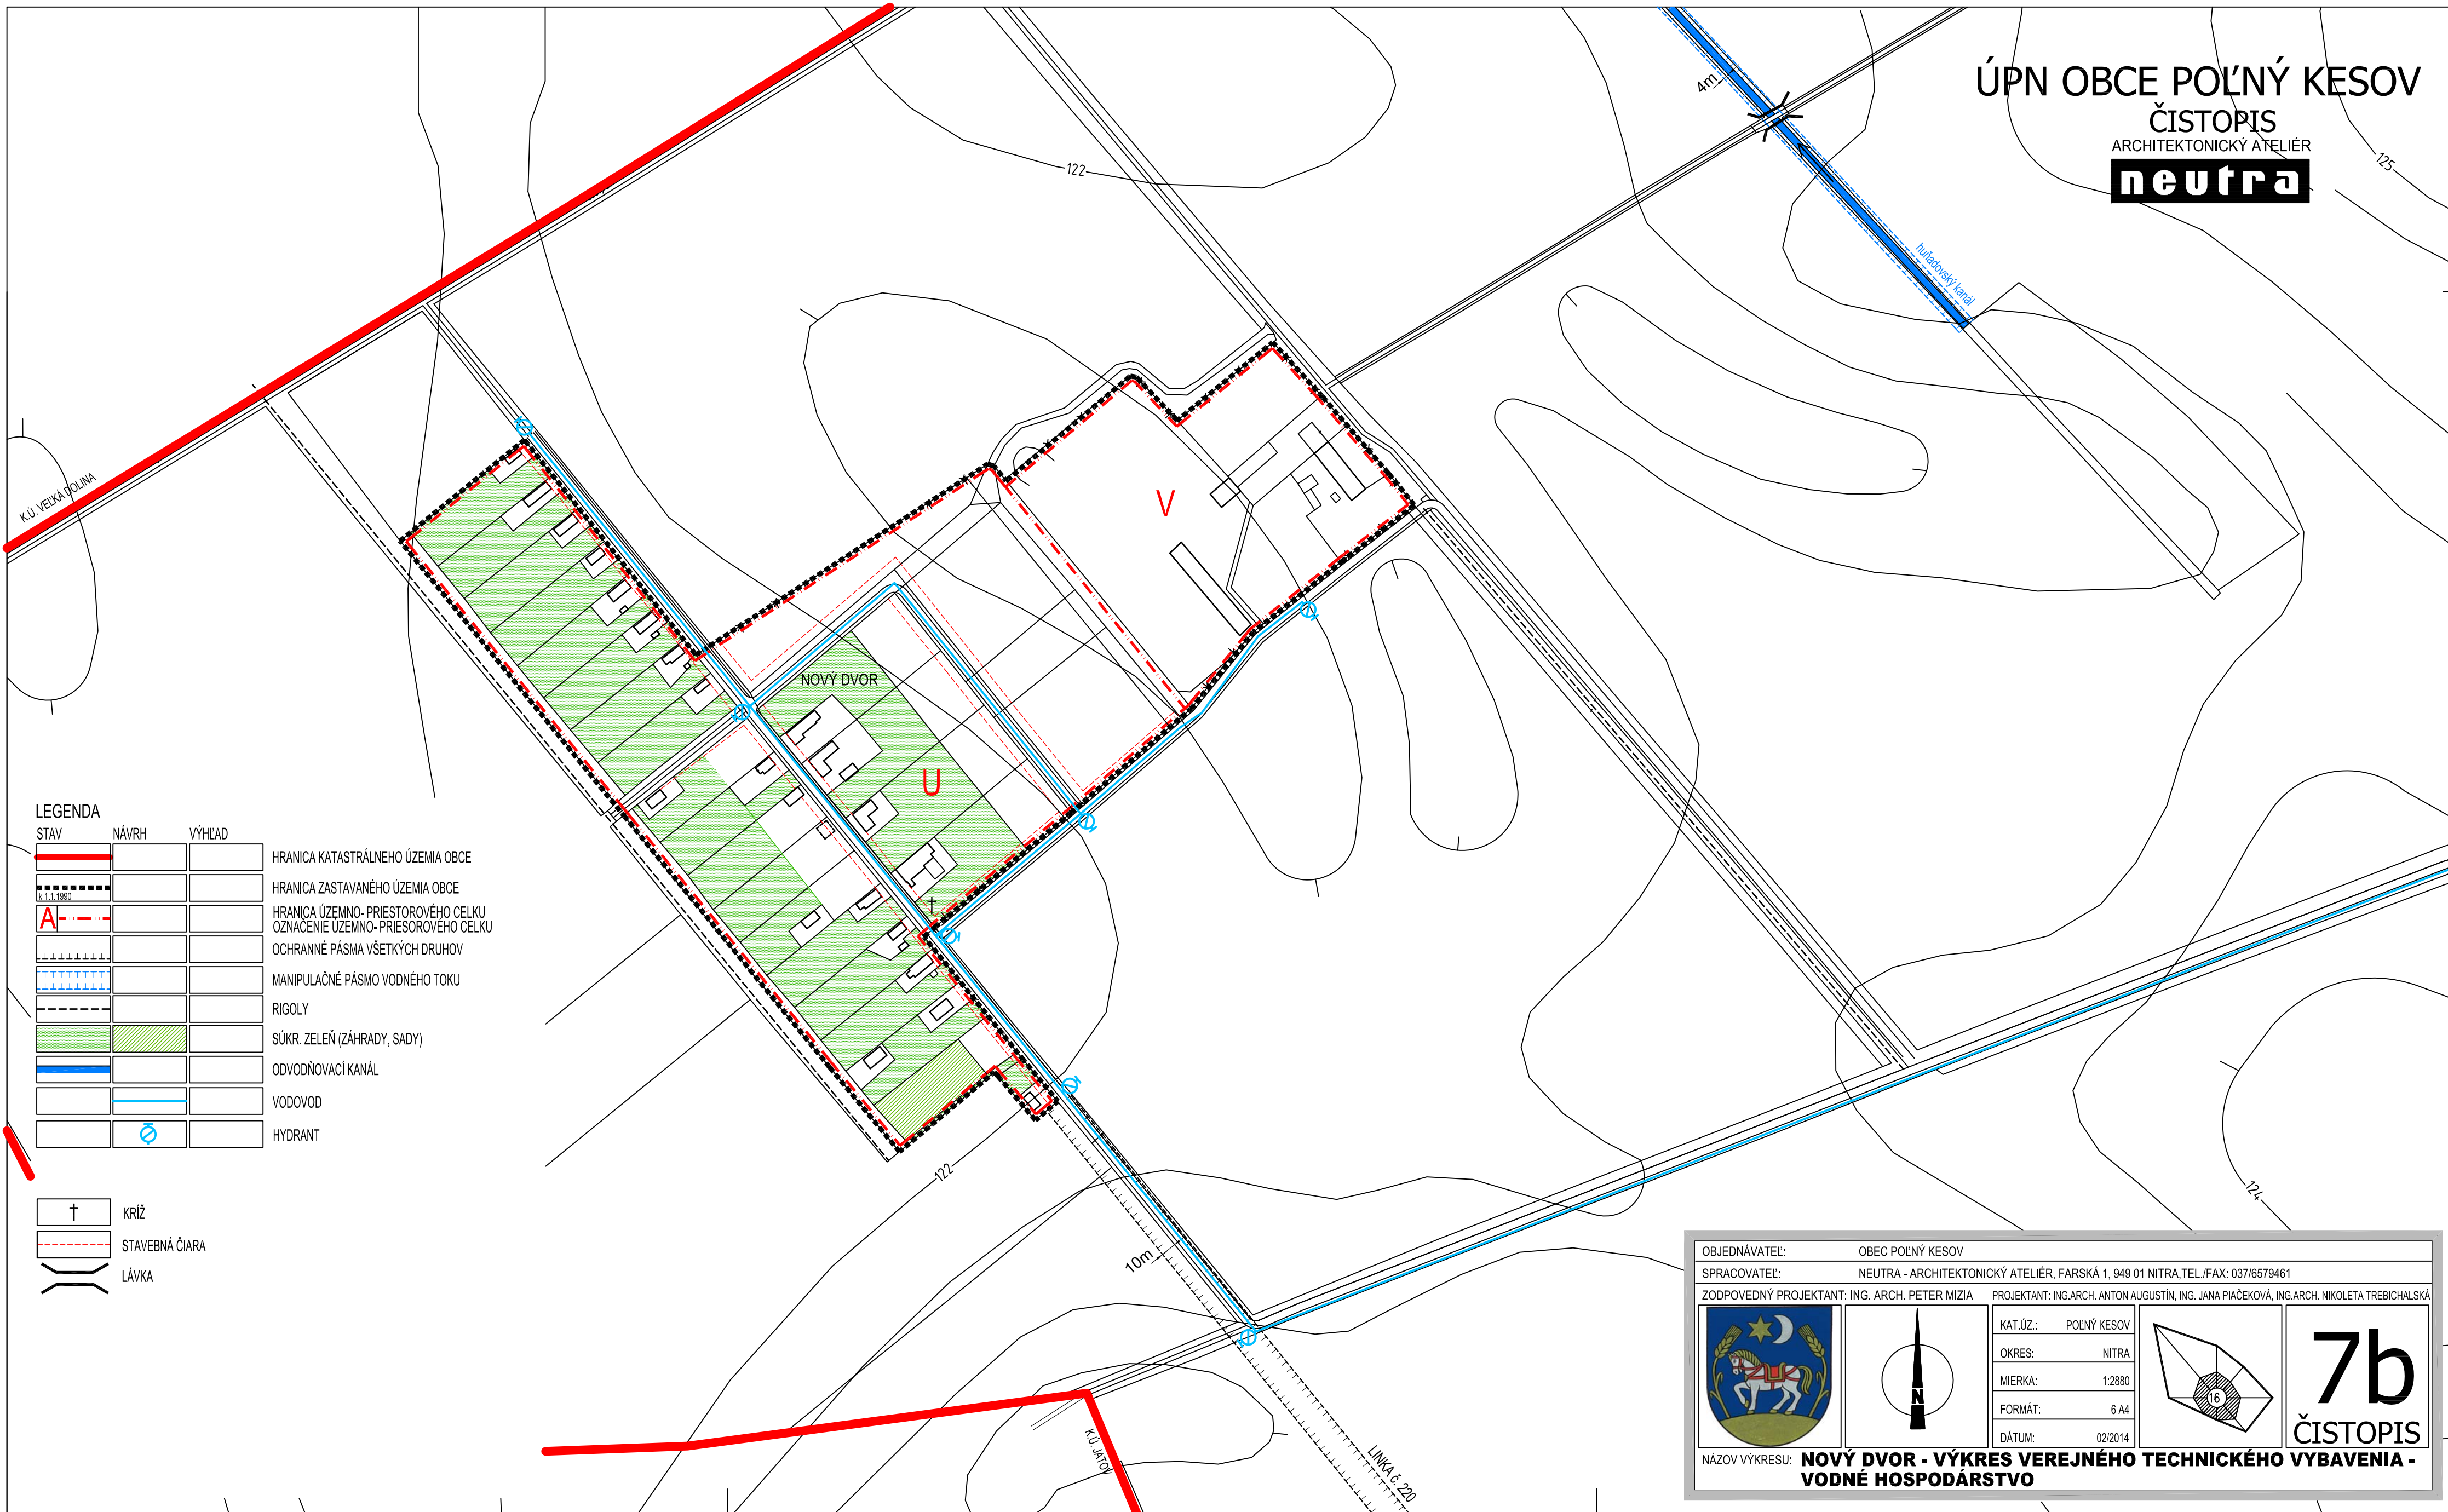 ÚPN OBCE POĽNÝ KESOV
ČISTOPIS
ARCHITEKTONICKÝ ATELIÉR
neutra
4m
122
125
huňadovský kanál
K.Ú. VEĽKÁ DOLINA
V
NOVÝ DVOR
U
LEGENDA
STAV NÁVRH VÝHĽAD
HRANICA KATASTRÁLNEHO ÚZEMIA OBCE
k 1.1.1990
HRANICA ZASTAVANÉHO ÚZEMIA OBCE
A
HRANICA ÚZEMNO- PRIESTOROVÉHO CELKU
OZNAČENIE ÚZEMNO- PRIESOROVÉHO CELKU
OCHRANNÉ PÁSMA VŠETKÝCH DRUHOV
MANIPULAČNÉ PÁSMO VODNÉHO TOKU
RIGOLY
SÚKR. ZELEŇ (ZÁHRADY, SADY)
ODVODŇOVACÍ KANÁL
VODOVOD
HYDRANT
KRÍŽ
STAVEBNÁ ČIARA
LÁVKA
122
124
10m
K.Ú. JATOV
LINKA č. 220
OBJEDNÁVATEĽ: OBEC POĽNÝ KESOV
SPRACOVATEĽ: NEUTRA - ARCHITEKTONICKÝ ATELIÉR, FARSKÁ 1, 949 01 NITRA,TEL./FAX: 037/6579461
ZODPOVEDNÝ PROJEKTANT: ING. ARCH. PETER MIZIA PROJEKTANT: ING.ARCH. ANTON AUGUSTÍN, ING. JANA PIAČEKOVÁ, ING.ARCH. NIKOLETA TREBICHALSKÁ
N
KAT.ÚZ.: POĽNÝ KESOV
OKRES: NITRA
MIERKA: 1:2880
FORMÁT: 6 A4
DÁTUM: 02/2014
16
7b
ČISTOPIS
NÁZOV VÝKRESU: NOVÝ DVOR - VÝKRES VEREJNÉHO TECHNICKÉHO VYBAVENIA -
VODNÉ HOSPODÁRSTVO